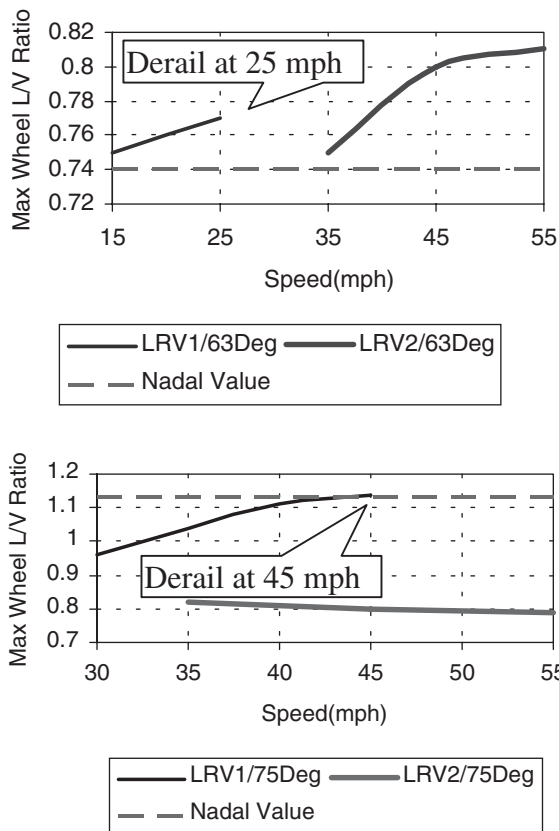 Max Wheel L/V Ratio
0.82
0.8
0.78
0.76
0.74
0.72
Derail at 25 mph
15 25 35 45 55
Speed(mph)
LRV1/63Deg LRV2/63Deg
Nadal Value
Max Wheel L/V Ratio
1.2
1.1
1
0.9
0.8
0.7
Derail at 45 mph
30 35 40 45 50 55
Speed(mph)
LRV1/75Deg LRV2/75Deg
Nadal Value